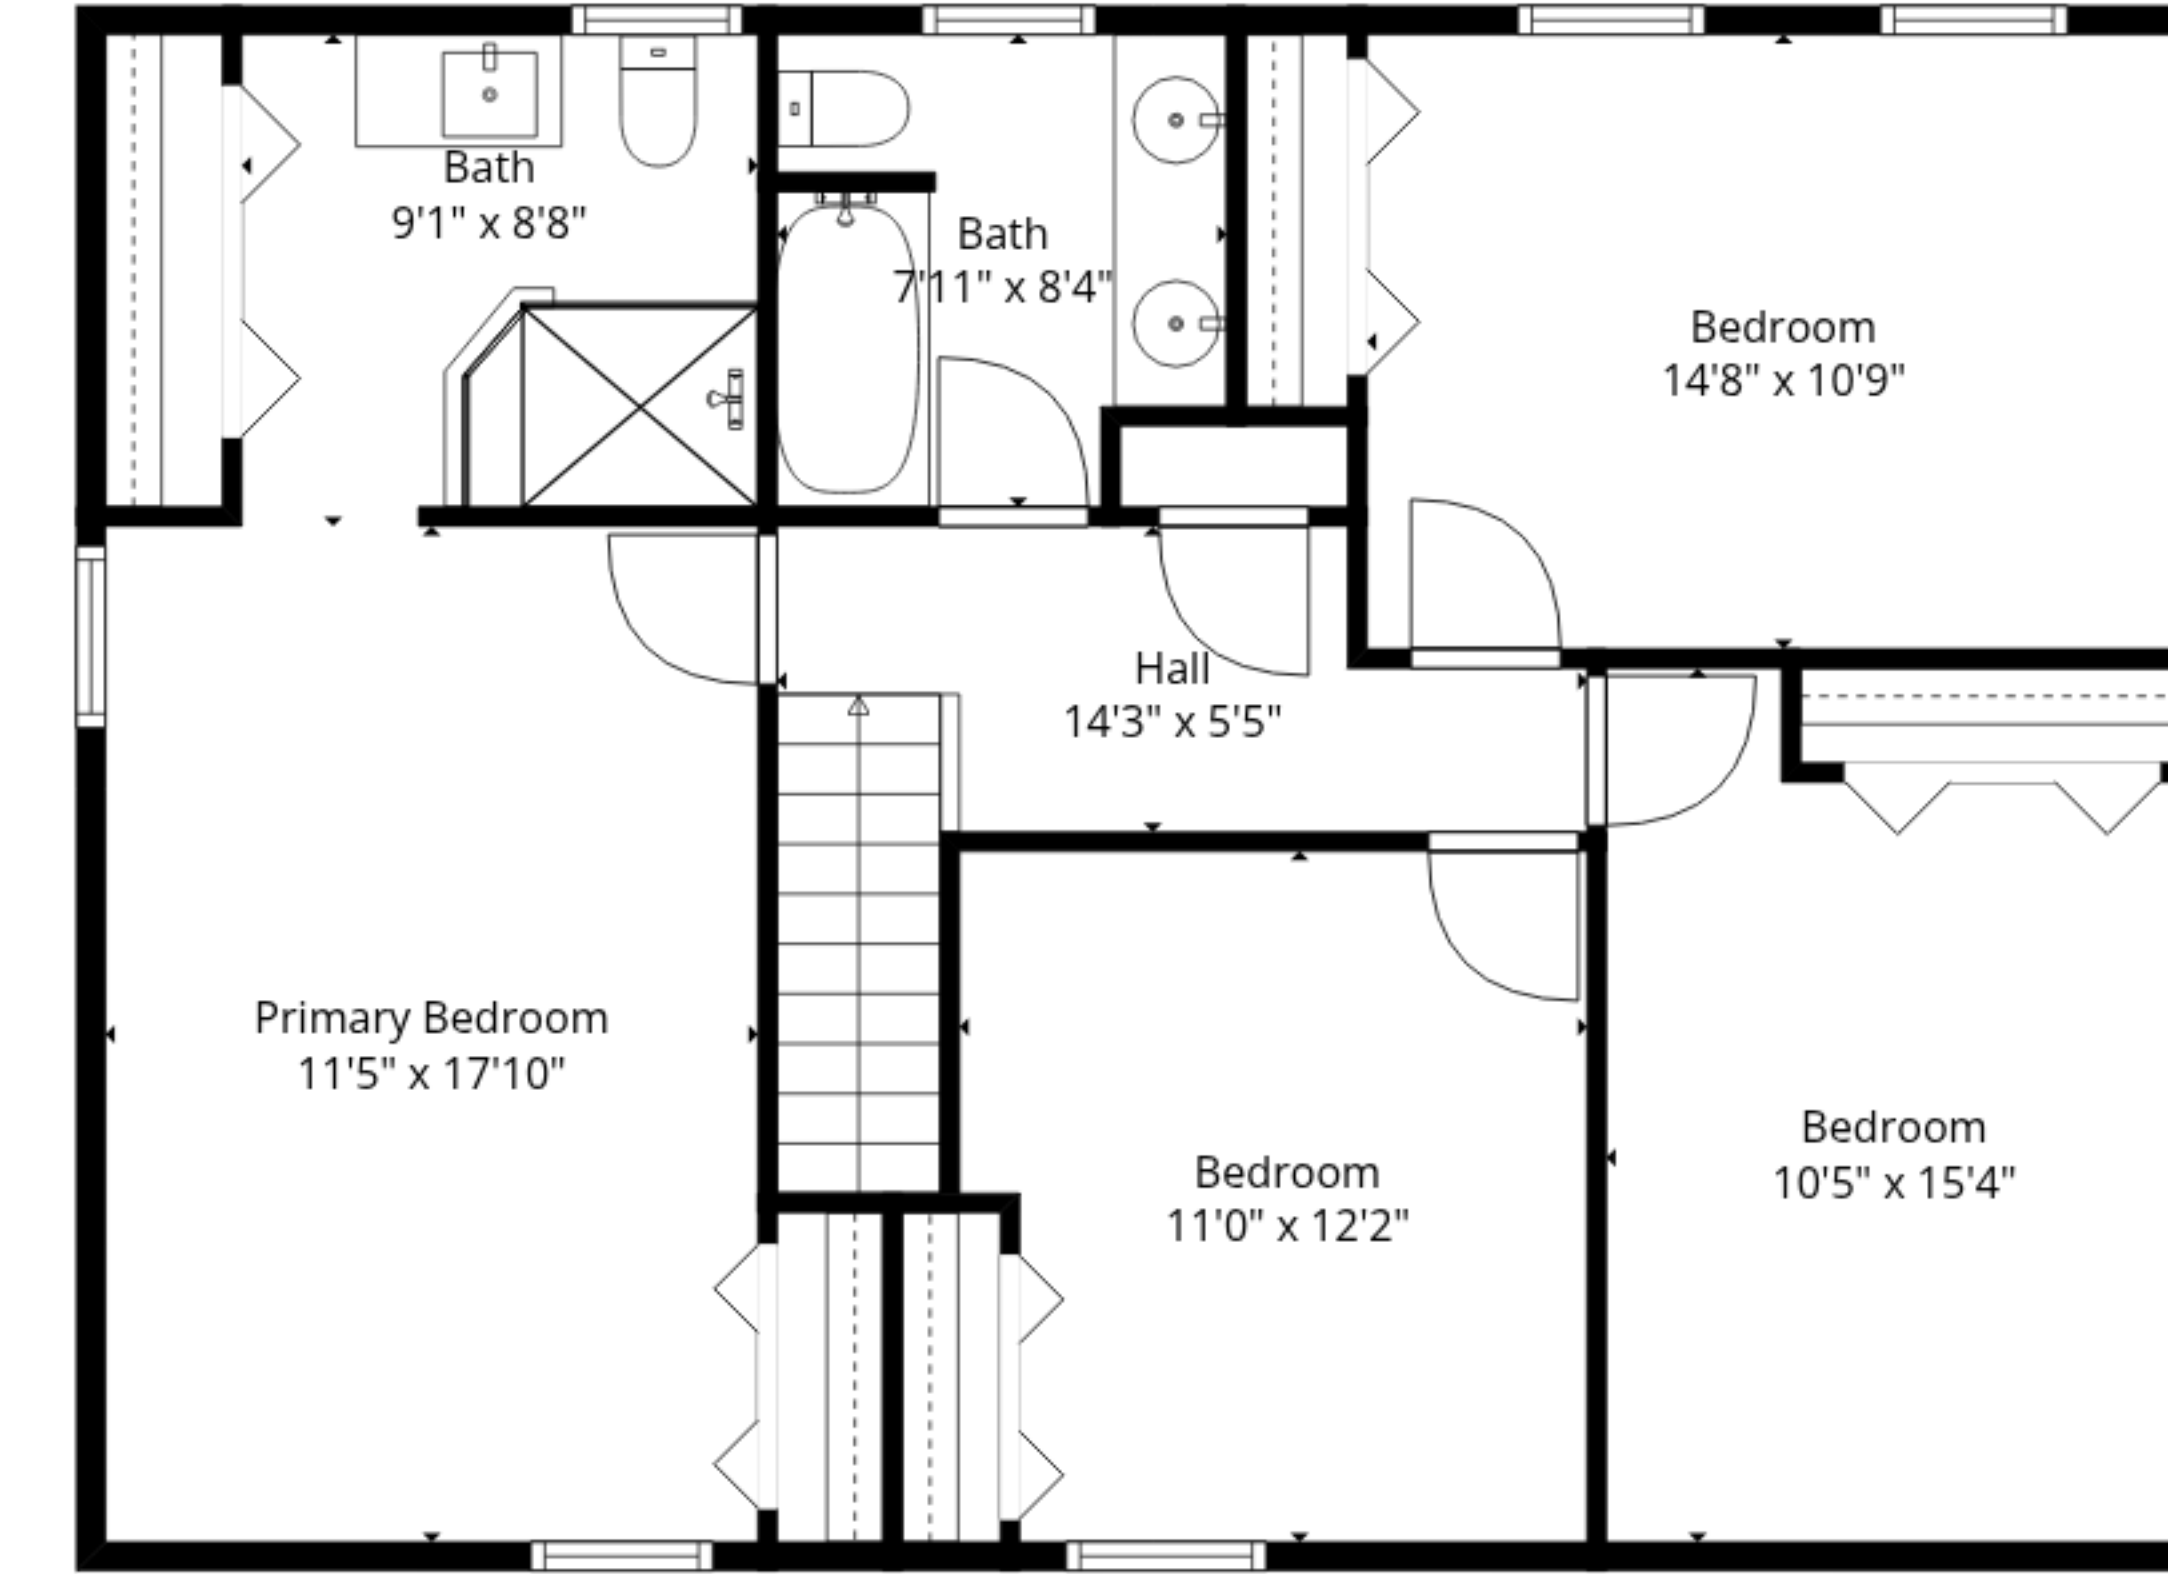 Bath
9'1" x 8'8"
Bath
7'11" x 8'4"
Bedroom
14'8" x 10'9"
Hall
14'3" x 5'5"
Primary Bedroom
11'5" x 17'10"
Bedroom
11'0" x 12'2"
Bedroom
10'5" x 15'4"